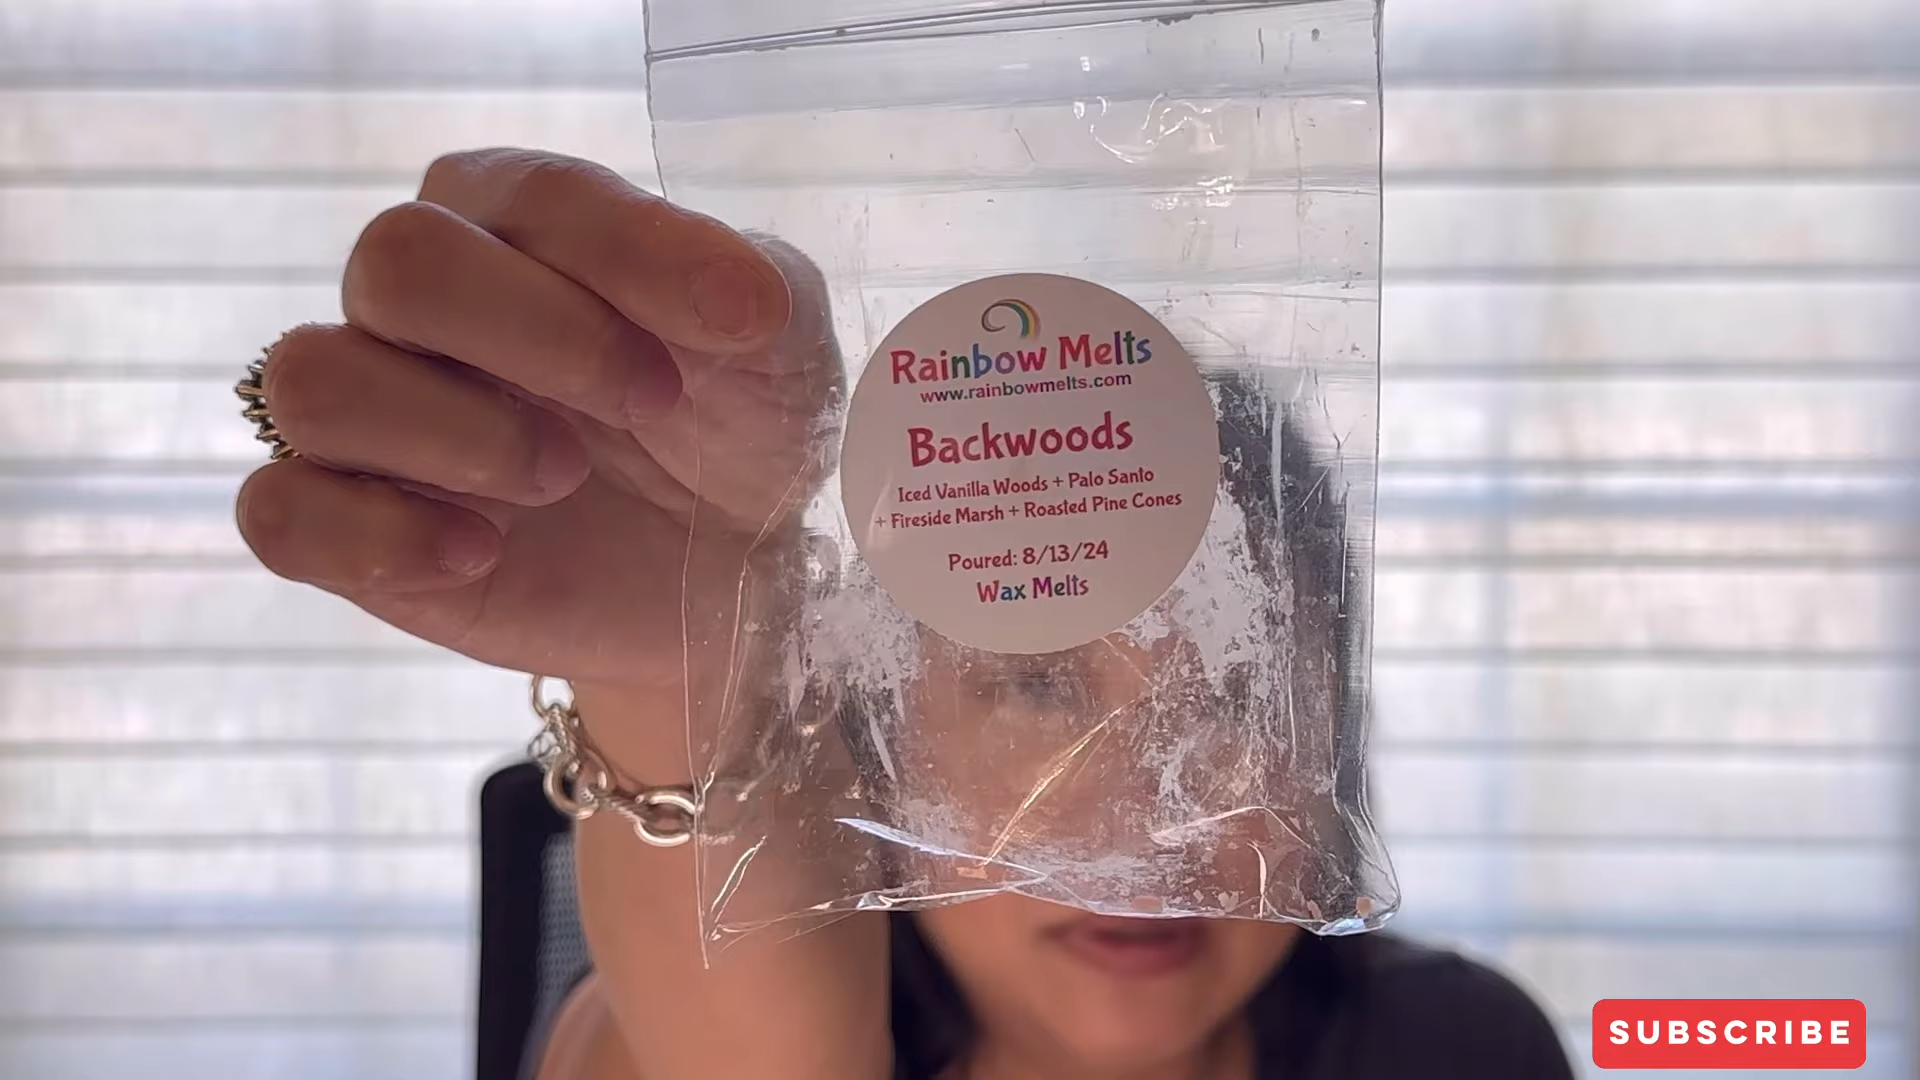 Rainbow Melts
www.rainbowmelts.com
Backwoods
Iced Vanilla Woods + Palo Santo
+ Fireside Marsh + Roasted Pine Cones
Poured: 8/13/24
Wax Melts
SUBSCRIBE